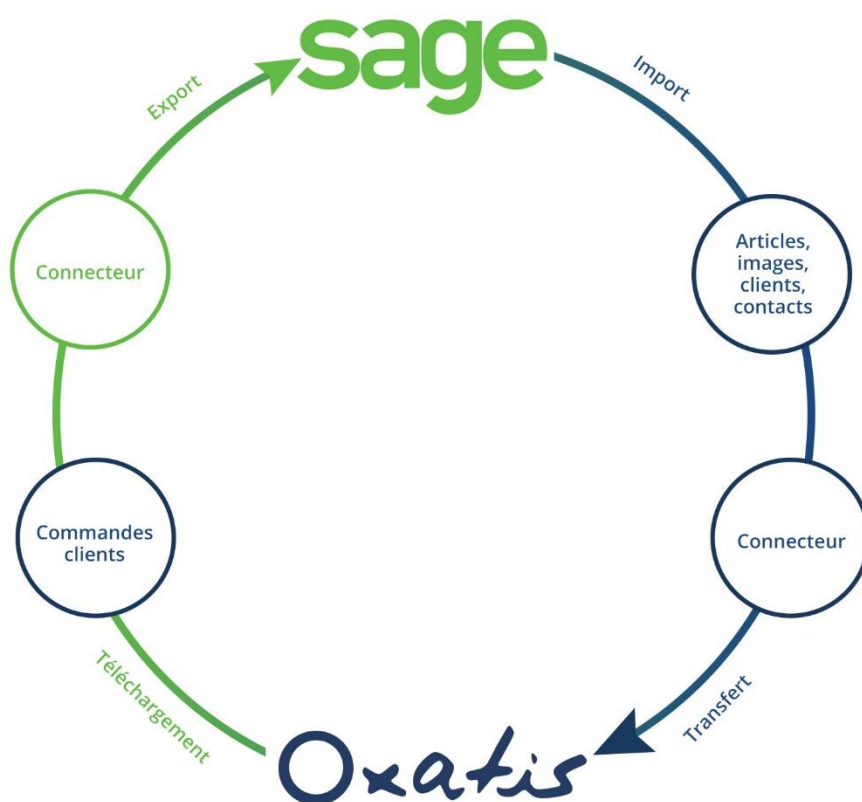 sage
Export
Import
Connecteur
Articles,
images,
clients,
contacts
Commandes
clients
Connecteur
Téléchargement
Transfert
Oxatis